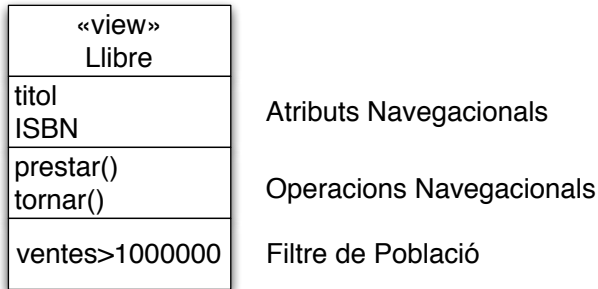 «view»
Llibre
titol
ISBN
Atributs Navegacionals
prestar()
tornar()
Operacions Navegacionals
ventes>1000000
Filtre de Població